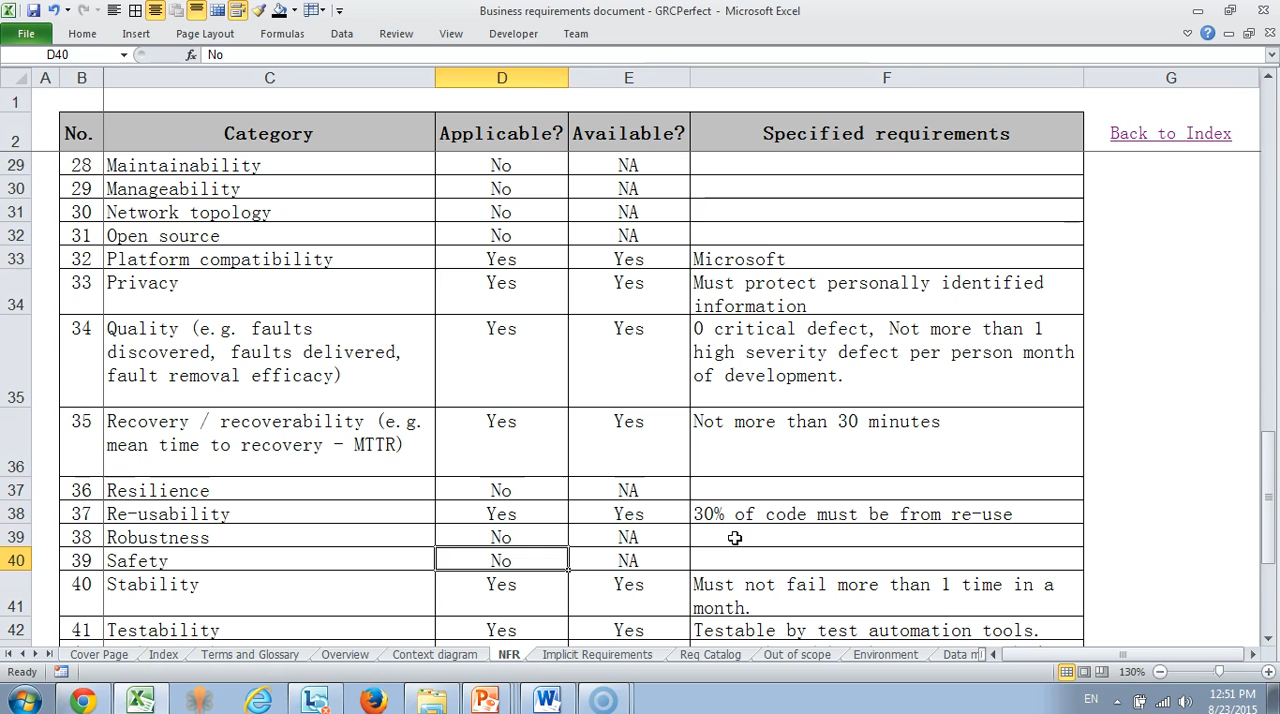 Business requirements document - GRCPerfect - Microsoft Excel
File Home Insert Page Layout Formulas Data Review View Developer Team
D40 fx No
A B C D E F G
1
2 No. Category Applicable? Available? Specified requirements Back to Index
29 28 Maintainability No NA
30 29 Manageability No NA
31 30 Network topology No NA
32 31 Open source No NA
33 32 Platform compatibility Yes Yes Microsoft
33 Privacy Yes Yes Must protect personally identified
34 information
34 Quality (e.g. faults Yes Yes 0 critical defect, Not more than 1
discovered, faults delivered, high severity defect per person month
fault removal efficacy) of development.
35
35 Recovery / recoverability (e.g. Yes Yes Not more than 30 minutes
mean time to recovery - MTTR)
36
37 36 Resilience No NA
38 37 Re-usability Yes Yes 30% of code must be from re-use
39 38 Robustness No NA
40 39 Safety No NA
40 Stability Yes Yes Must not fail more than 1 time in a
41 month.
42 41 Testability Yes Yes Testable by test automation tools.
Cover Page Index Terms and Glossary Overview Context diagram NFR Implicit Requirements Req Catalog Out of scope Environment Data m
Ready 130%
EN 12:51 PM
8/23/2015